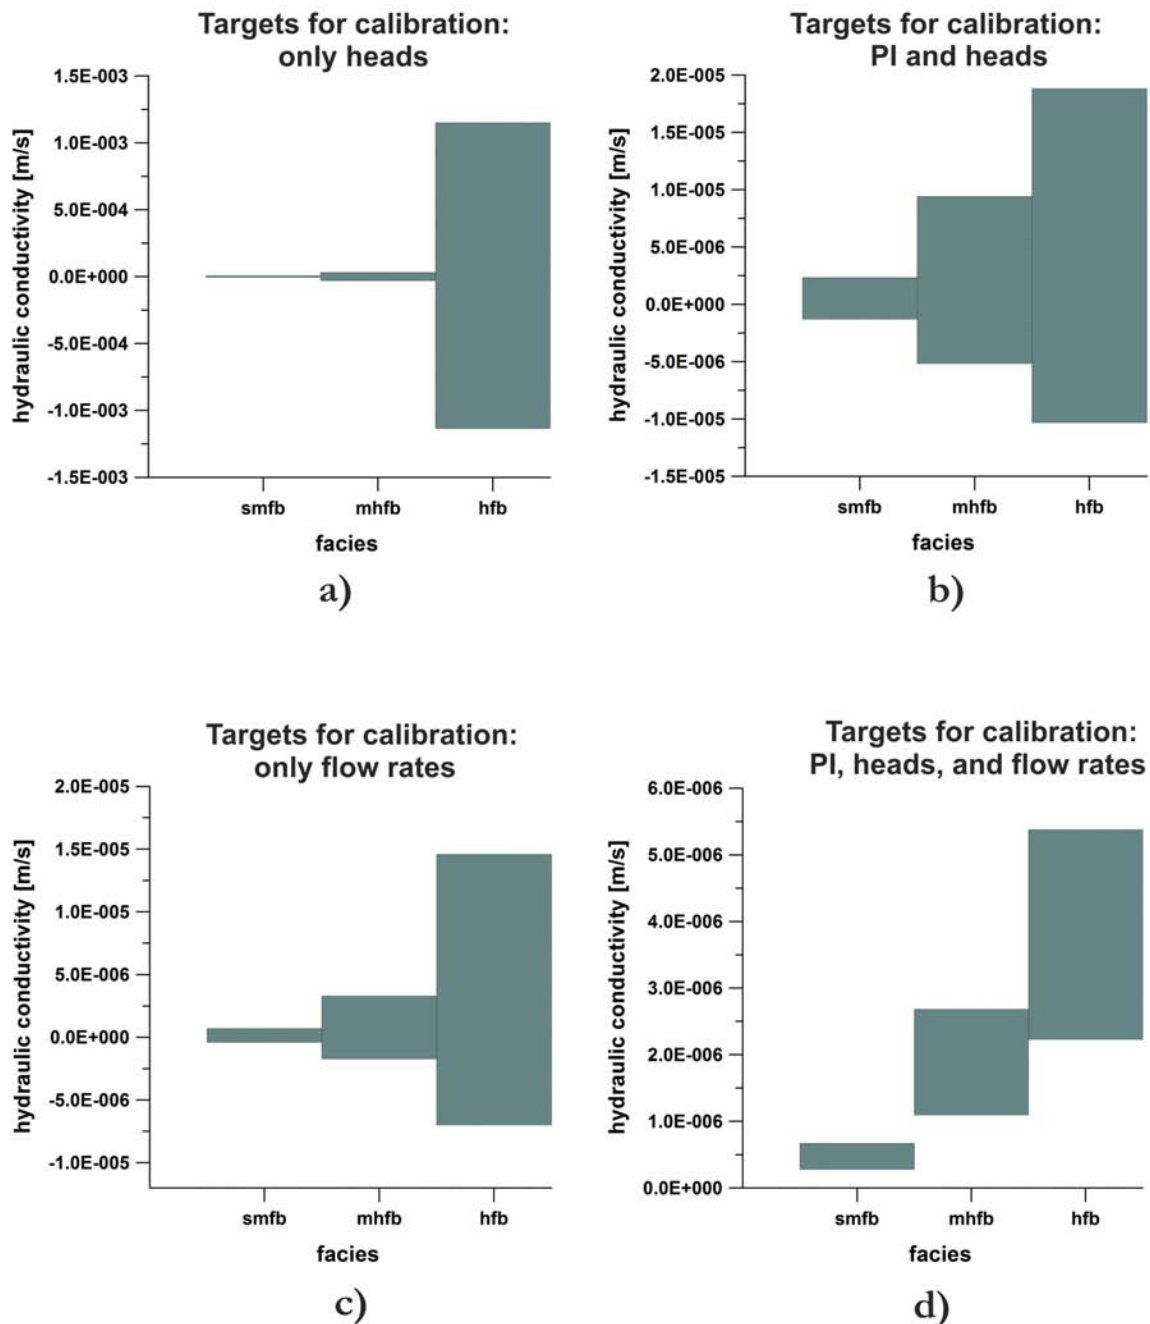 Targets for calibration:
only heads
hydraulic conductivity [m/s]
1.5E-003
1.0E-003
5.0E-004
0.0E+000
-5.0E-004
-1.0E-003
-1.5E-003
smfb mhfb hfb
facies
a)
Targets for calibration:
PI and heads
hydraulic conductivity [m/s]
2.0E-005
1.5E-005
1.0E-005
5.0E-006
0.0E+000
-5.0E-006
-1.0E-005
-1.5E-005
smfb mhfb hfb
facies
b)
Targets for calibration:
only flow rates
hydraulic conductivity [m/s]
2.0E-005
1.5E-005
1.0E-005
5.0E-006
0.0E+000
-5.0E-006
-1.0E-005
smfb mhfb hfb
facies
c)
Targets for calibration:
PI, heads, and flow rates
hydraulic conductivity [m/s]
6.0E-006
5.0E-006
4.0E-006
3.0E-006
2.0E-006
1.0E-006
0.0E+000
smfb mhfb hfb
facies
d)